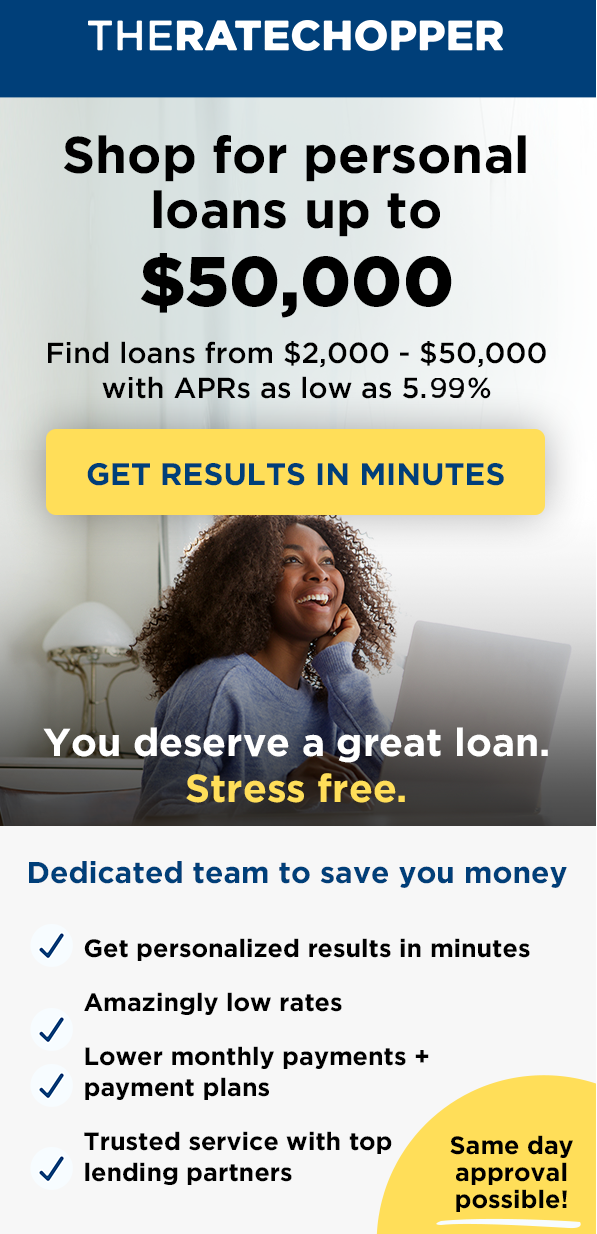 THERATECHOPPER
Shop for personal
loans up to
$50,000
Find loans from $2,000 - $50,000
with APRs as low as 5.99%
GET RESULTS IN MINUTES
You deserve a great loan.
Stress free.
Dedicated team to save you money
Get personalized results in minutes
Amazingly low rates
Lower monthly payments +
payment plans
Trusted service with top
lending partners
Same day
approval
possible!